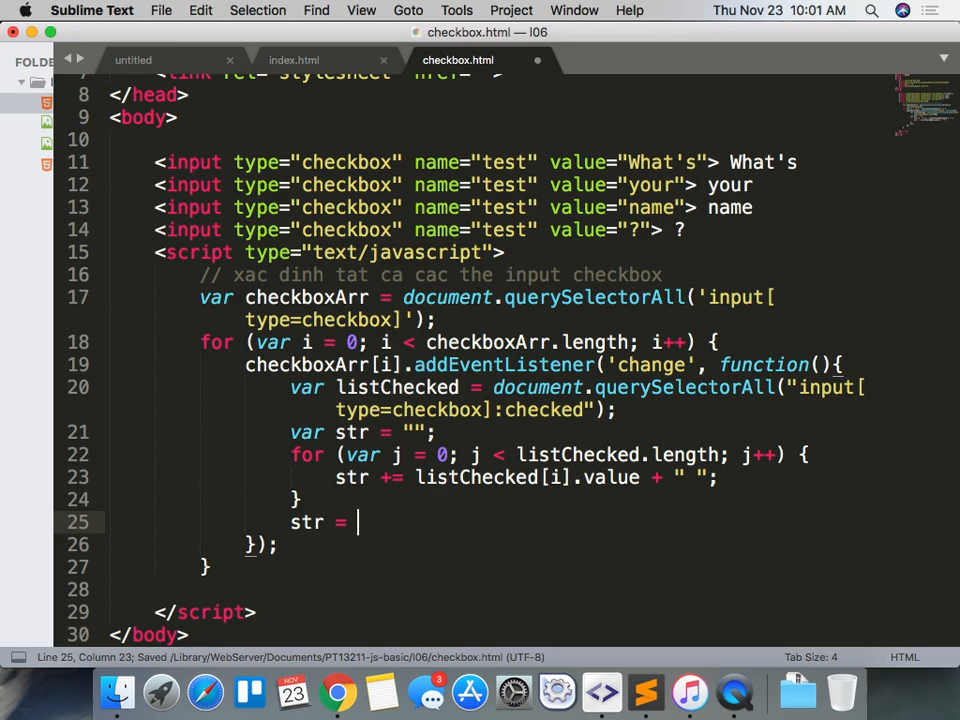 Sublime Text File Edit Selection Find View Goto Tools Project Window Help Thu Nov 23 10:01 AM
checkbox.html — l06
FOLDE
untitled × index.html × checkbox.html
7
8 </head>
9 <body>
10
11 <input type="checkbox" name="test" value="What's"> What's
12 <input type="checkbox" name="test" value="your"> your
13 <input type="checkbox" name="test" value="name"> name
14 <input type="checkbox" name="test" value="?"> ?
15 <script type="text/javascript">
16 // xac dinh tat ca cac the input checkbox
17 var checkboxArr = document.querySelectorAll('input[
type=checkbox]');
18 for (var i = 0; i < checkboxArr.length; i++) {
19 checkboxArr[i].addEventListener('change', function(){
20 var listChecked = document.querySelectorAll("input[
type=checkbox]:checked");
21 var str = "";
22 for (var j = 0; j < listChecked.length; j++) {
23 str += listChecked[i].value + " ";
24 }
25 str =
26 });
27 }
28
29 </script>
30 </body>
Line 25, Column 23; Saved /Library/WebServer/Documents/PT13211-js-basic/l06/checkbox.html (UTF-8) Tab Size: 4 HTML
NOV
23
3